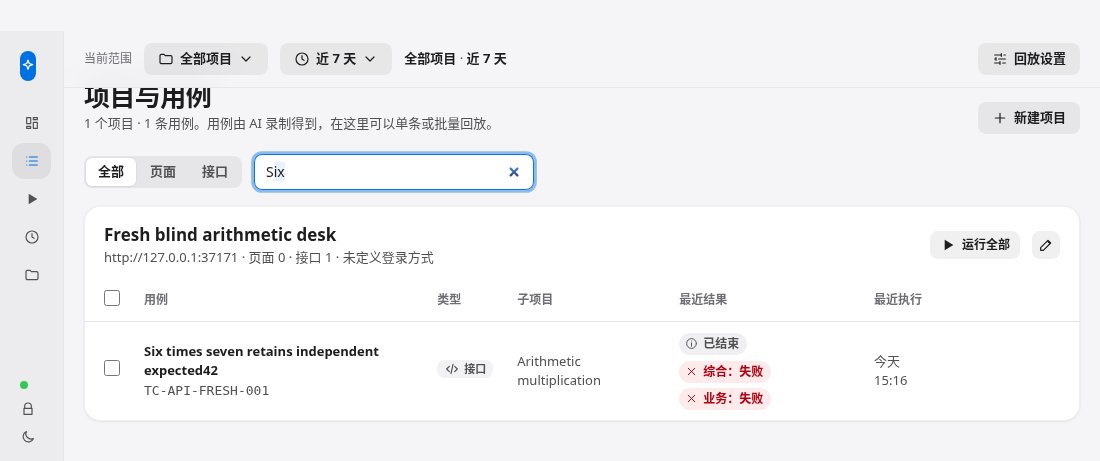 当前范围
全部项目
近 7 天
全部项目 · 近 7 天
回放设置
项目与用例
1 个项目 · 1 条用例。用例由 AI 录制得到，在这里可以单条或批量回放。
新建项目
全部
页面
接口
Six
Fresh blind arithmetic desk
http://127.0.0.1:37171 · 页面 0 · 接口 1 · 未定义登录方式
运行全部
用例
类型
子项目
最近结果
最近执行
Six times seven retains independent
expected42
TC-API-FRESH-001
接口
Arithmetic
multiplication
已结束
综合：失败
业务：失败
今天
15:16